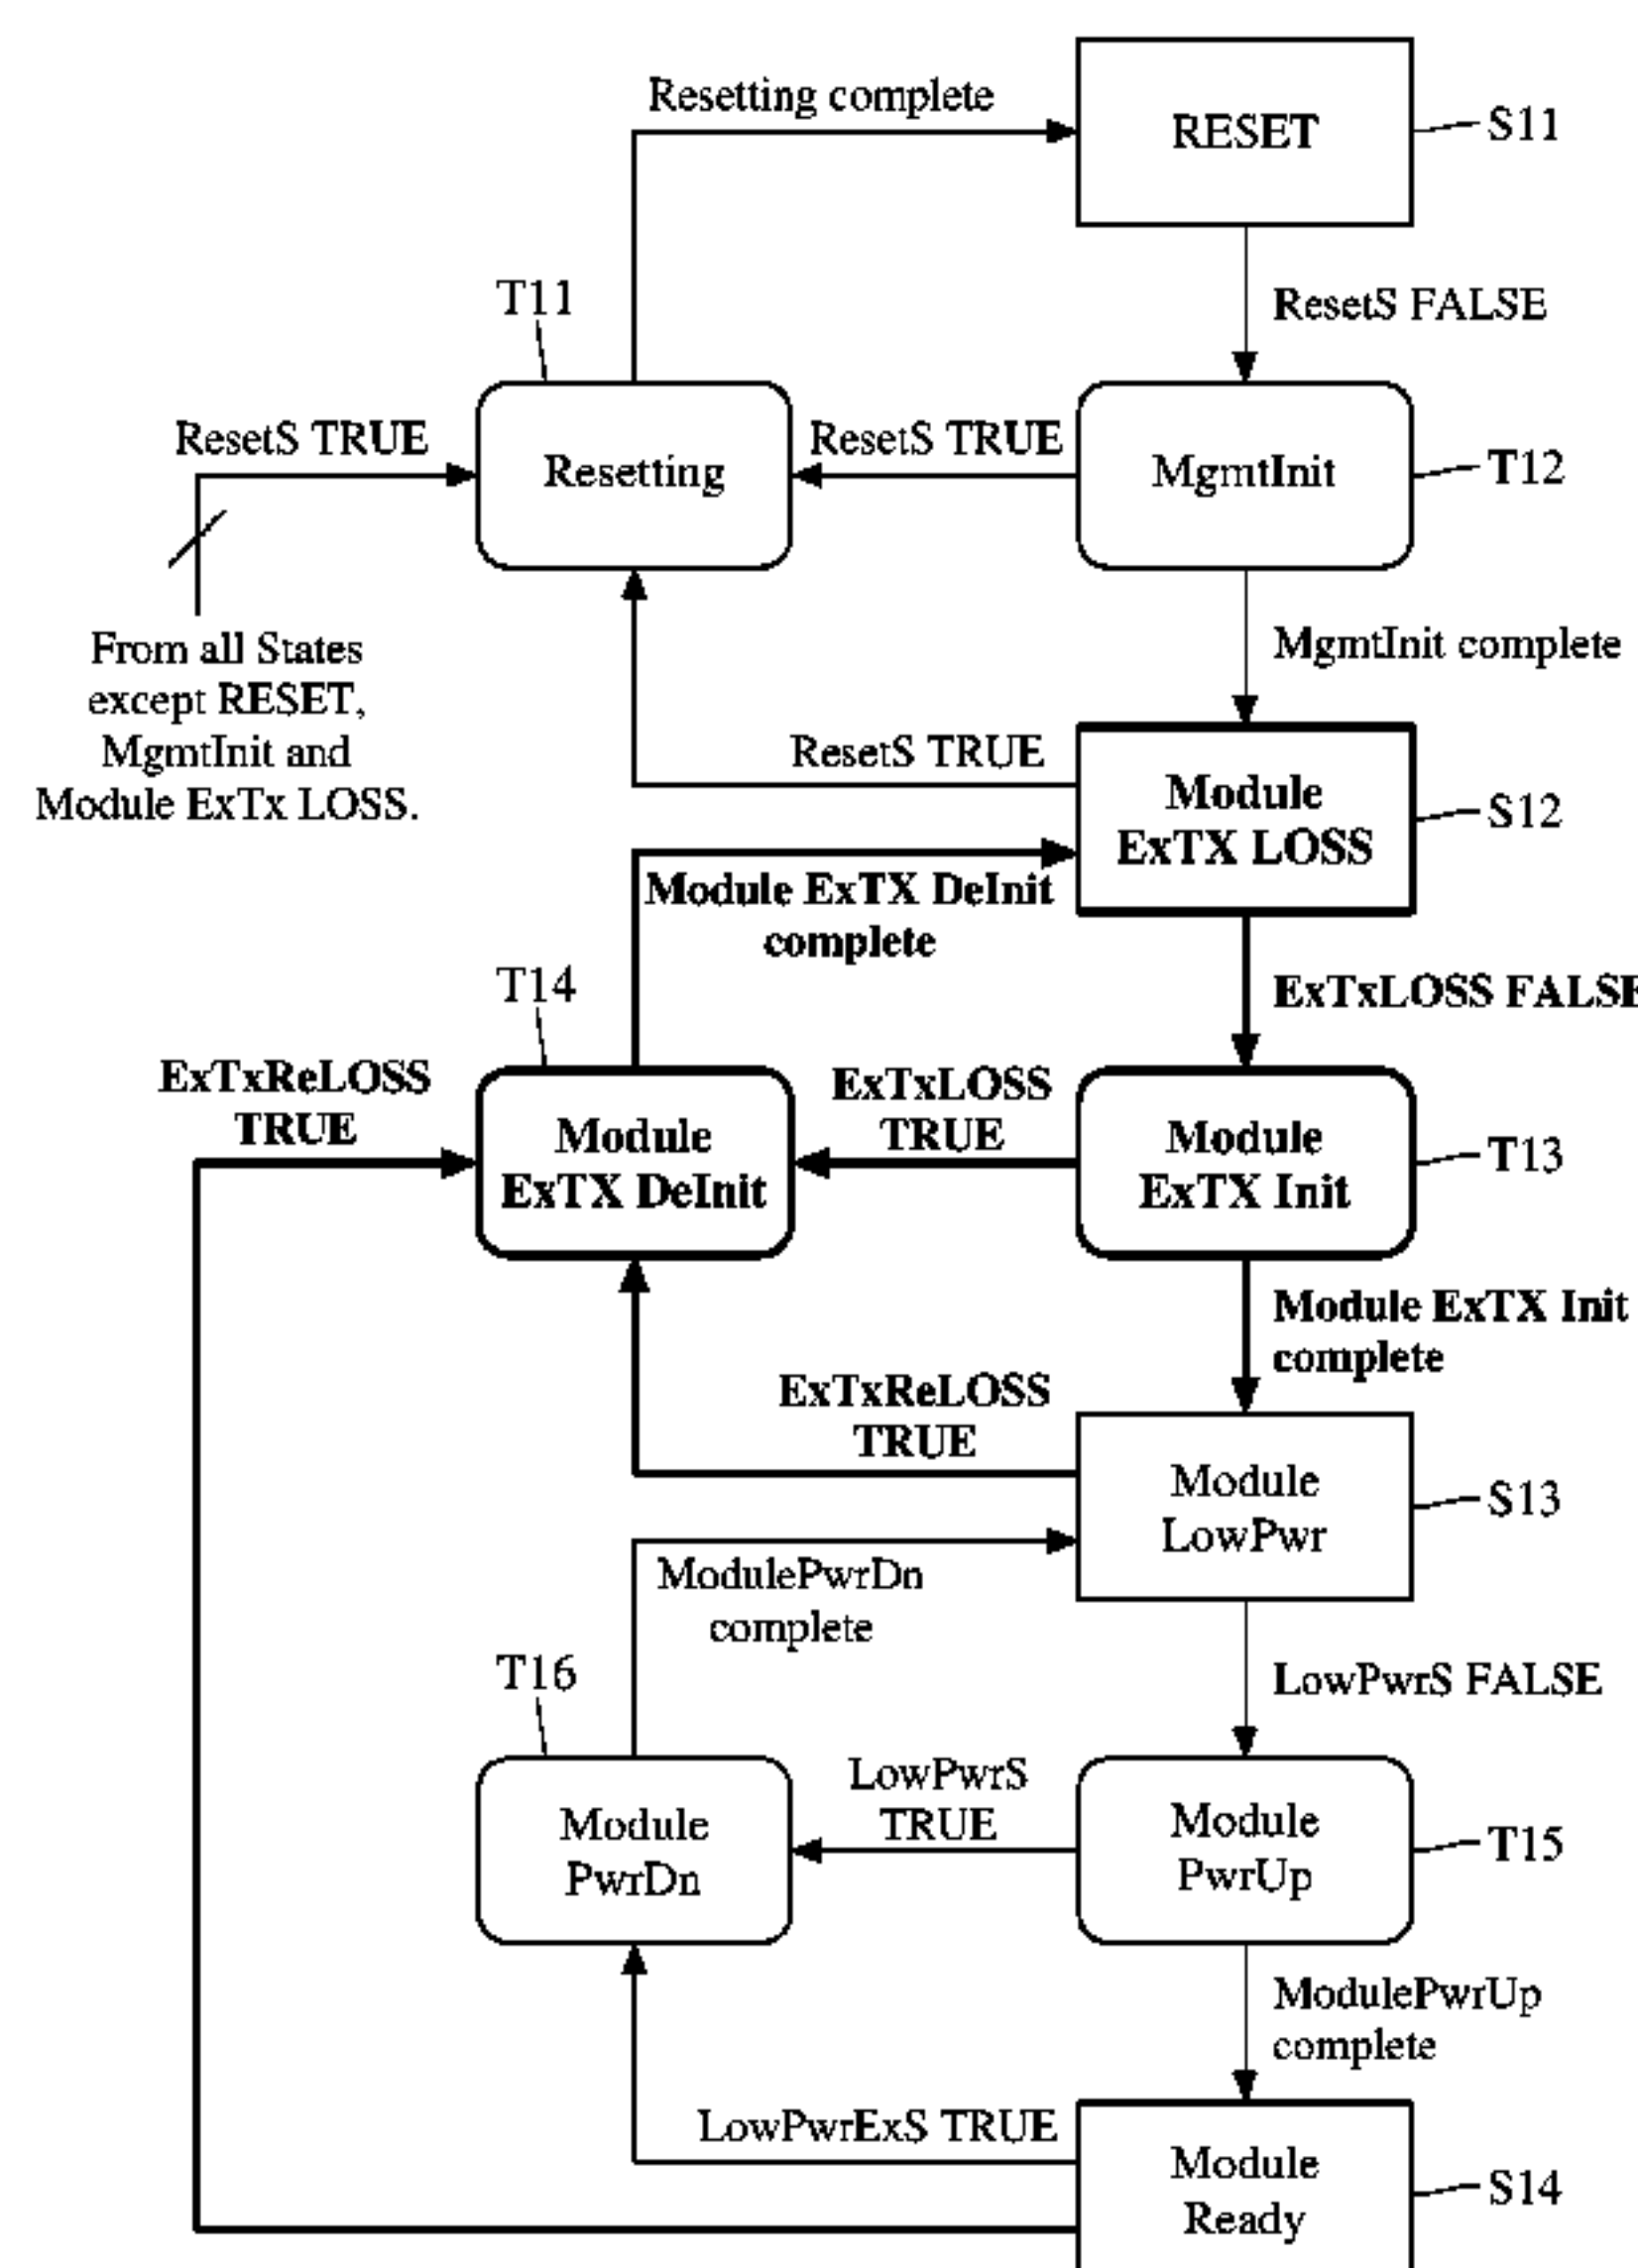 Resetting complete
RESET
S11
ResetS FALSE
T11
ResetS TRUE
Resetting
ResetS TRUE
MgmtInit
T12
From all States
except RESET,
MgmtInit and
Module ExTx LOSS.
MgmtInit complete
ResetS TRUE
Module
ExTX LOSS
S12
Module ExTX DeInit
complete
ExTxLOSS FALSE
T14
ExTxReLOSS
TRUE
Module
ExTX DeInit
ExTxLOSS
TRUE
Module
ExTX Init
T13
Module ExTX Init
complete
ExTxReLOSS
TRUE
Module
LowPwr
S13
ModulePwrDn
complete
LowPwrS FALSE
T16
Module
PwrDn
LowPwrS
TRUE
Module
PwrUp
T15
ModulePwrUp
complete
LowPwrExS TRUE
Module
Ready
S14